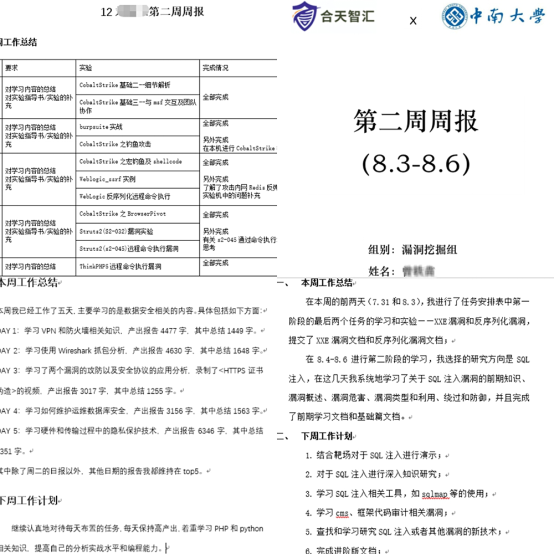 12 第二周周报
周工作总结
要求 实验 完成情况
对学习内容的总结
对实验指导书/实验的补
充
CobaltStrike 基础二一细节解析
CobaltStrike 基础三一与 msf 交互及团队
协作
全部完成
对学习内容的总结
对实验指导书/实验的补
充
burpsuite 实战
CobaltStrike 之钓鱼攻击
全部完成
另外完成
在本机进行 CobaltStrike
对学习内容的总结
对实验指导书/实验的补
充
CobaltStrike 之宏钓鱼及 shellcode
Weblogic_ssrf 实例
WebLogic 反序列化远程命令执行
全部完成
另外完成
了解了攻击内网 Redis 反弹
实验机中的问题补充
对学习内容的总结
对实验指导书/实验的补
充
CobaltStrike 之 BrowserPivot
Struts2(S2-032)漏洞实验
Struts2(s2-045)远程命令执行漏洞
全部完成
另外完成
有关 s2-045 通过命令执行
思考
对学习内容的总结 ThinkPHP5 远程命令执行漏洞 全部完成
合天智汇 x 中南大学
第二周周报
(8.3-8.6)
组别：漏洞挖掘组
姓名：
本周工作总结
本周我已经工作了五天,主要学习的是数据安全相关的内容,具体包括如下方面:
DAY 1：学习 VPN 和防火墙相关知识，产出报告 4477 字，其中总结 1449 字。
DAY 2：学习使用 Wireshark 抓包分析，产出报告 4630 字，其中总结 1648 字。
DAY 3：学习了两个漏洞的攻防以及安全协议的应用分析，录制了<HTTPS 证书
伪造>的视频，产出报告 3017 字，其中总结 1255 字。
DAY 4：学习如何维护运维数据库安全，产出报告 3156 字，其中总结 1563 字。
DAY 5：学习硬件和传输过程中的隐私保护技术，产出报告 6346 字，其中总结
351 字。
其中除了周二的日报以外，其他日期的报告我都维持在 top5。
下周工作计划
继续认真地对待每天布置的任务,每天保持高产出,着重学习 PHP 和 python
相关知识，提高自己的分析实战水平和编程能力。
一、 本周工作总结
在本周的前两天(7.31 和 8.3)，我进行了任务安排表中第一
阶段的最后两个任务的学习和实验——XXE 漏洞和反序列化漏洞，
提交了 XXE 漏洞文档和反序列化漏洞文档；
在 8.4-8.6 进行第二阶段的学习，我选择的研究方向是 SQL
注入，在这几天我系统地学习了关于 SQL 注入漏洞的前期知识、
漏洞概述、漏洞危害、漏洞类型和利用、绕过和防御，并且完成
了前期学习文档和基础篇文档。
二、 下周工作计划
1. 结合靶场对于 SQL 注入进行演示；
2. 对于 SQL 注入进行深入知识研究；
3. 学习 SQL 注入相关工具，如 sqlmap 等的使用；
4. 学习 cms、框架代码审计相关漏洞；
5. 查找和学习研究 SQL 注入或者其他漏洞的新技术；
6. 完成进阶篇文档；